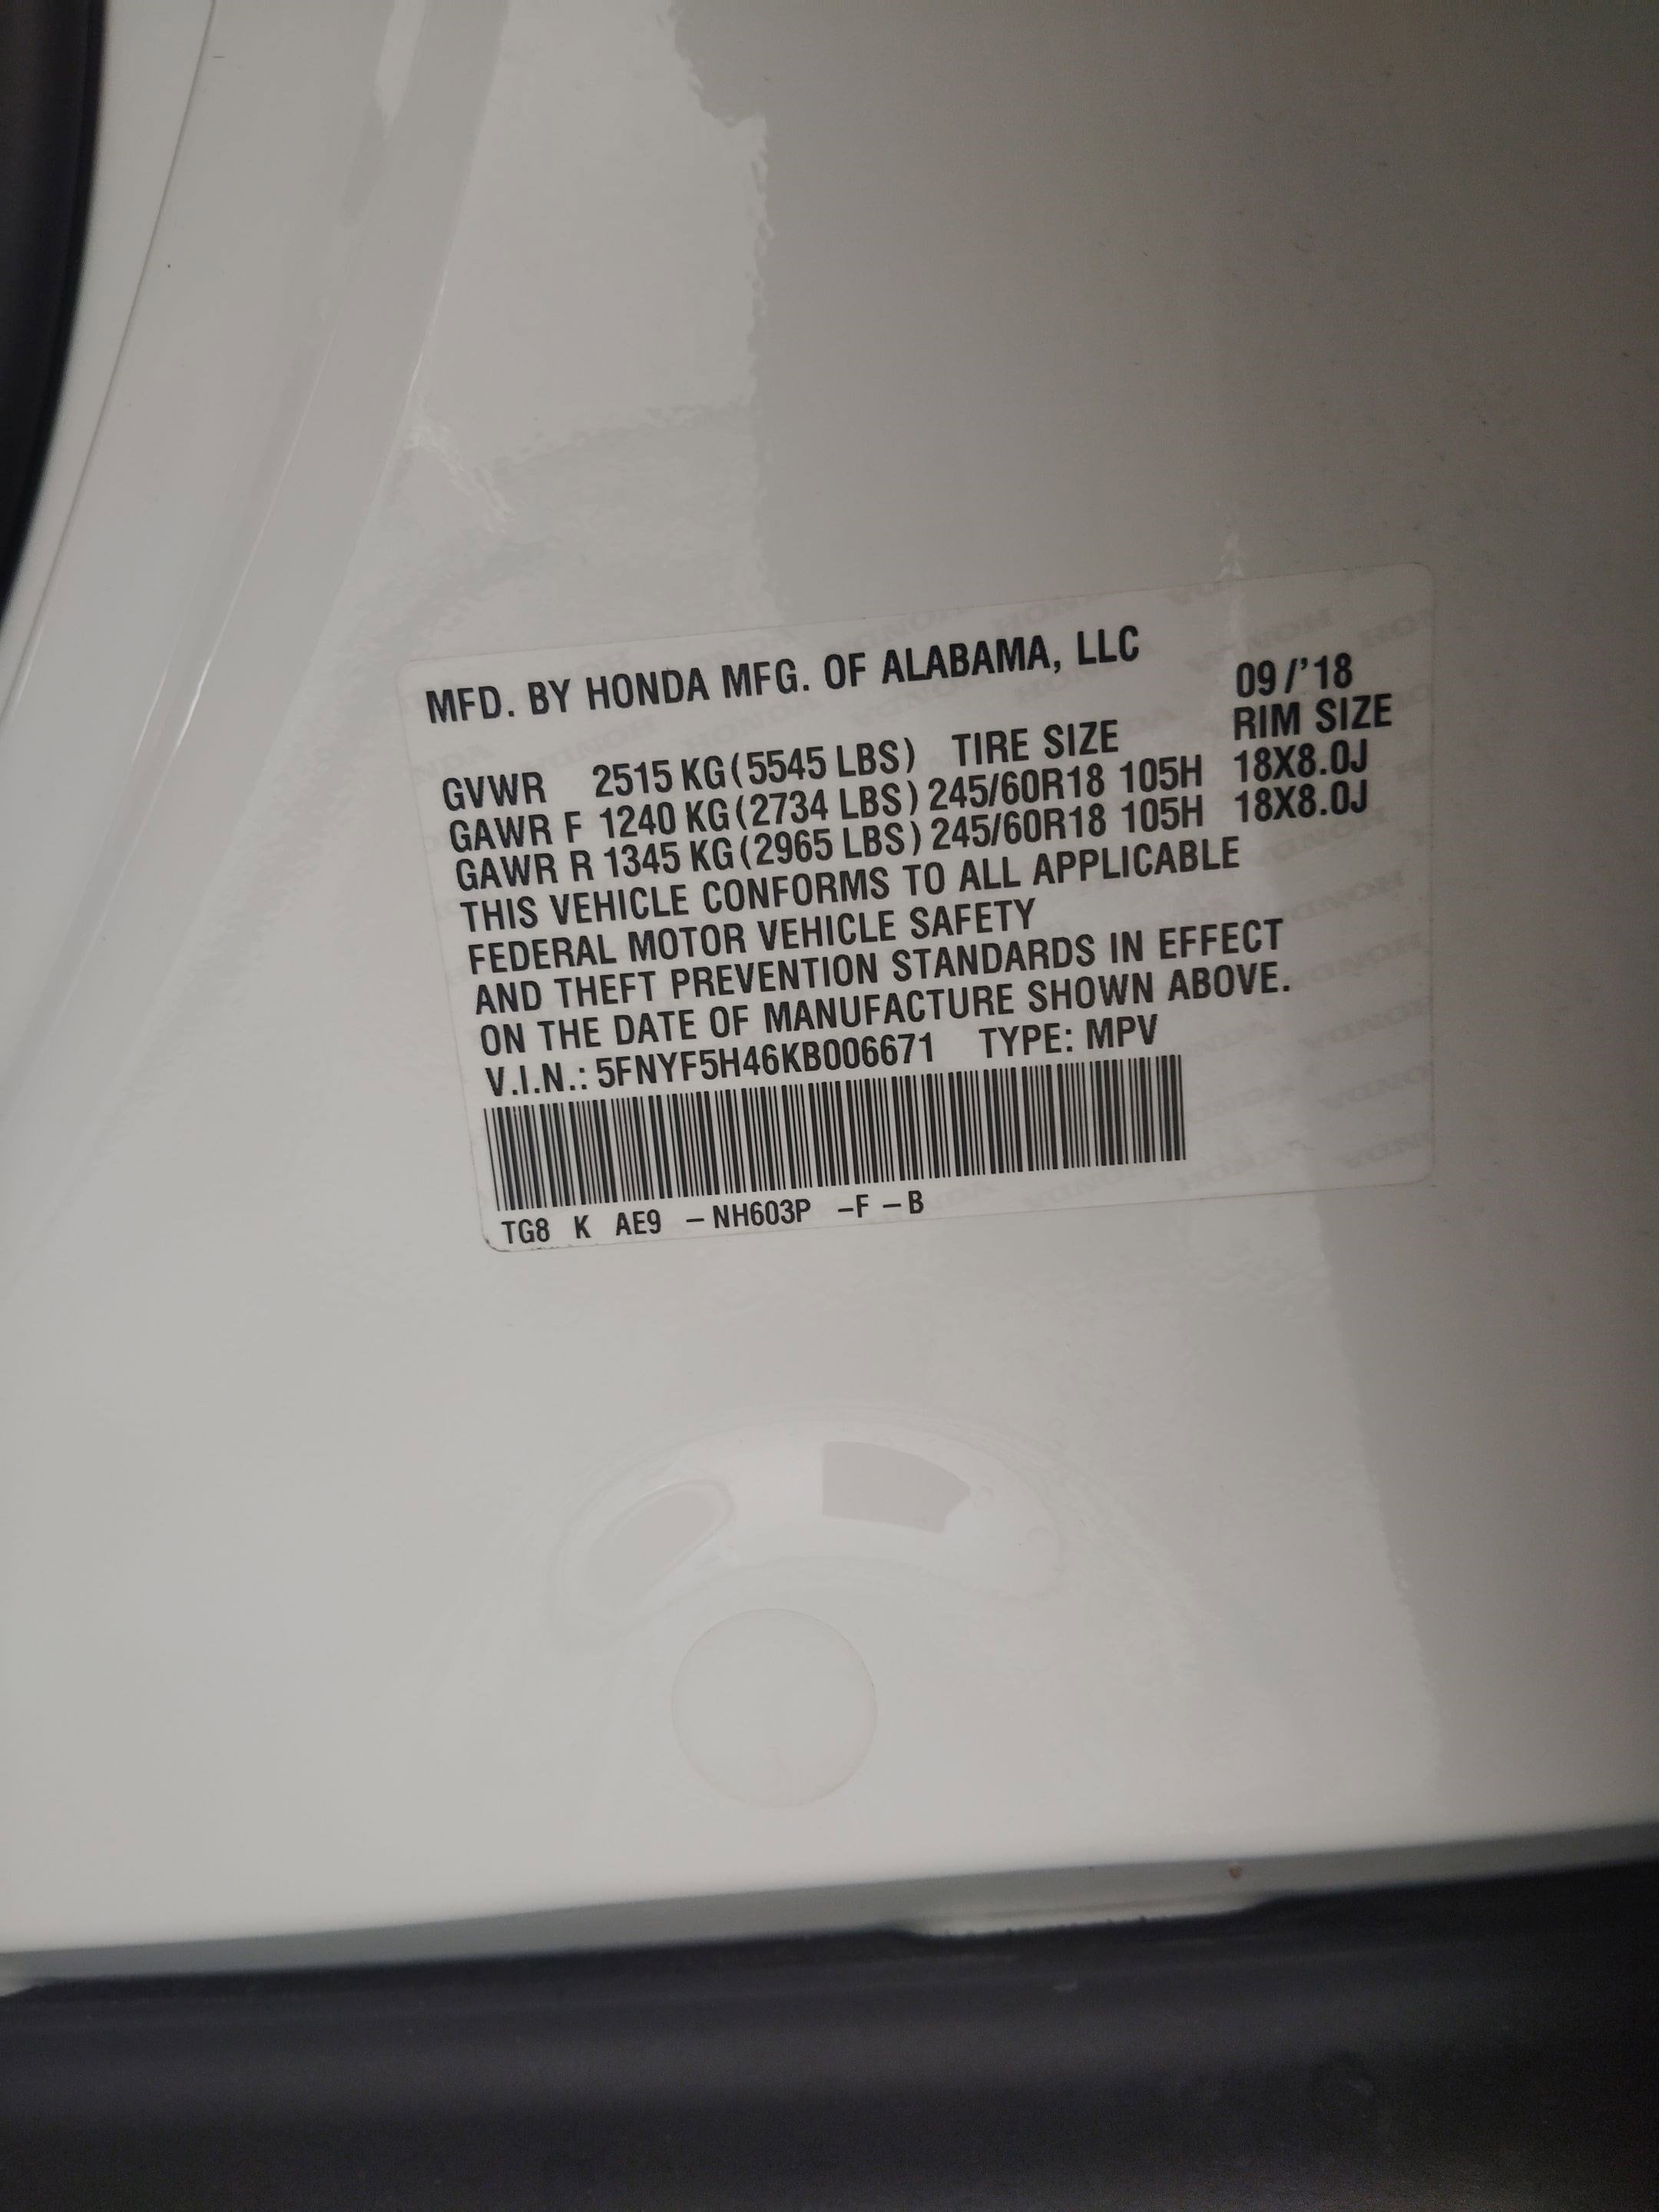 MFD. BY HONDA MFG. OF ALABAMA, LLC
09/'18
GVWR 2515 KG(5545 LBS) TIRE SIZE RIM SIZE
GAWR F 1240 KG(2734 LBS) 245/60R18 105H 18X8.0J
GAWR R 1345 KG(2965 LBS) 245/60R18 105H 18X8.0J
THIS VEHICLE CONFORMS TO ALL APPLICABLE
FEDERAL MOTOR VEHICLE SAFETY
AND THEFT PREVENTION STANDARDS IN EFFECT
ON THE DATE OF MANUFACTURE SHOWN ABOVE.
V.I.N.: 5FNYF5H46KB006671 TYPE: MPV
TG8 K AE9 -NH603P -F -B